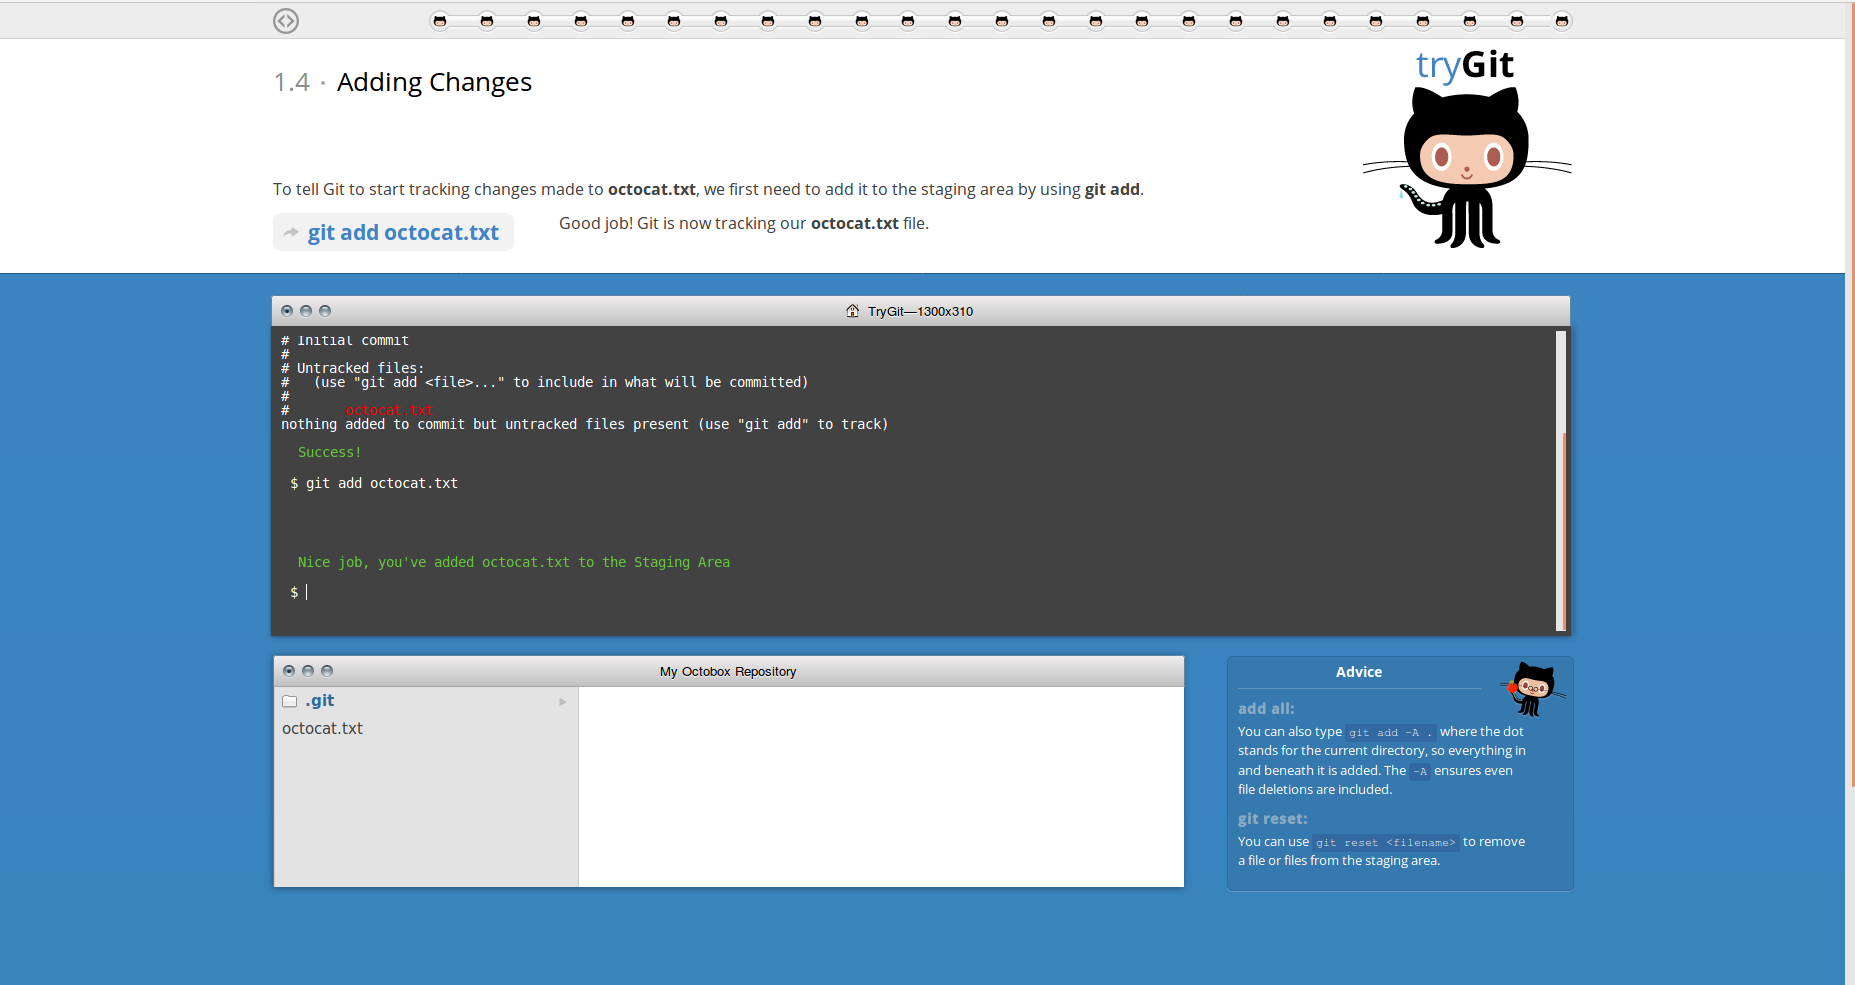 1.4 · Adding Changes
tryGit
To tell Git to start tracking changes made to octocat.txt, we first need to add it to the staging area by using git add.
git add octocat.txt
Good job! Git is now tracking our octocat.txt file.
TryGit—1300x310
# Initial commit
#
# Untracked files:
#   (use "git add <file>..." to include in what will be committed)
#
#       octocat.txt
nothing added to commit but untracked files present (use "git add" to track)
Success!
$ git add octocat.txt
Nice job, you've added octocat.txt to the Staging Area
$
My Octobox Repository
.git
octocat.txt
Advice
add all:
You can also type git add -A . where the dot
stands for the current directory, so everything in
and beneath it is added. The -A ensures even
file deletions are included.
git reset:
You can use git reset <filename> to remove
a file or files from the staging area.